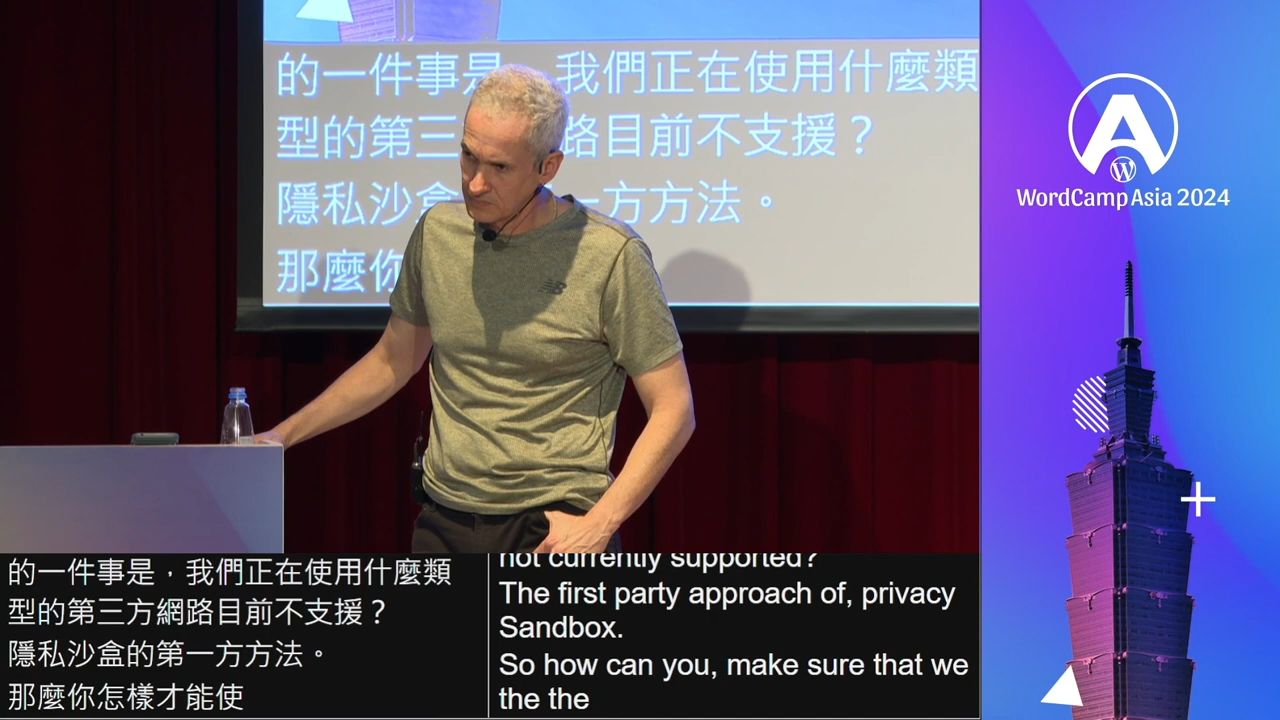 的一件事是，我們正在使用什麼類
型的第三 路目前不支援？
隱私沙盒 一方方法。
那麼你
WordCamp Asia 2024
的一件事是，我們正在使用什麼類
型的第三方網路目前不支援？
隱私沙盒的第一方方法。
那麼你怎樣才能使
not currently supported?
The first party approach of, privacy
Sandbox.
So how can you, make sure that we
the the